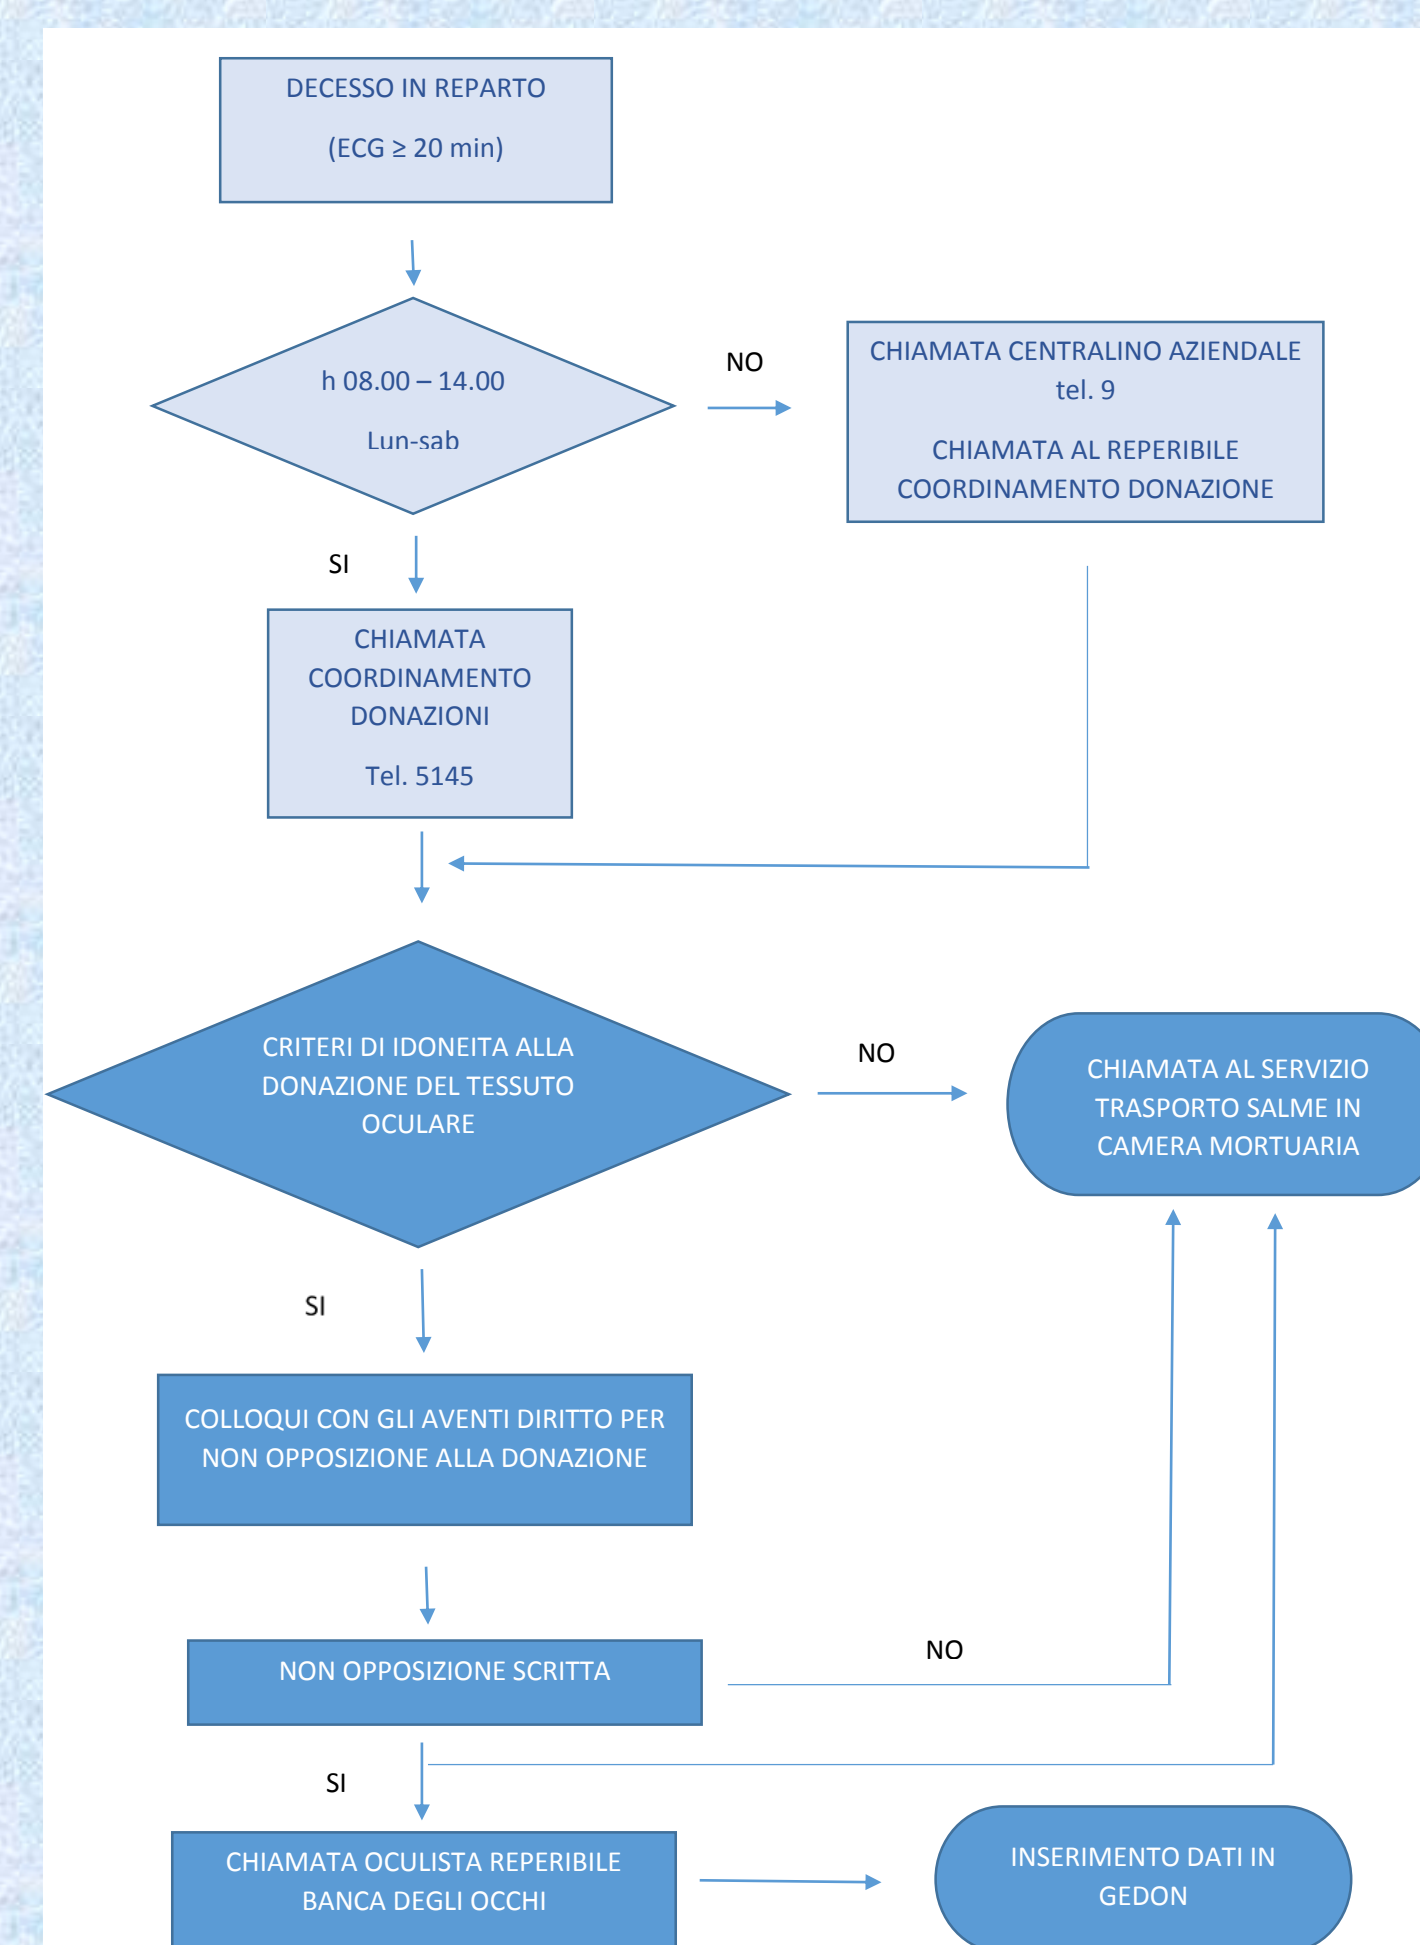 DECESSO IN REPARTO
(ECG ≥ 20 min)
h 08.00 – 14.00
Lun-sab
NO
CHIAMATA CENTRALINO AZIENDALE
tel. 9
CHIAMATA AL REPERIBILE
COORDINAMENTO DONAZIONE
SI
CHIAMATA
COORDINAMENTO
DONAZIONI
Tel. 5145
CRITERI DI IDONEITA ALLA
DONAZIONE DEL TESSUTO
OCULARE
NO
CHIAMATA AL SERVIZIO
TRASPORTO SALME IN
CAMERA MORTUARIA
SI
COLLOQUI CON GLI AVENTI DIRITTO PER
NON OPPOSIZIONE ALLA DONAZIONE
NON OPPOSIZIONE SCRITTA
NO
SI
CHIAMATA OCULISTA REPERIBILE
BANCA DEGLI OCCHI
INSERIMENTO DATI IN
GEDON